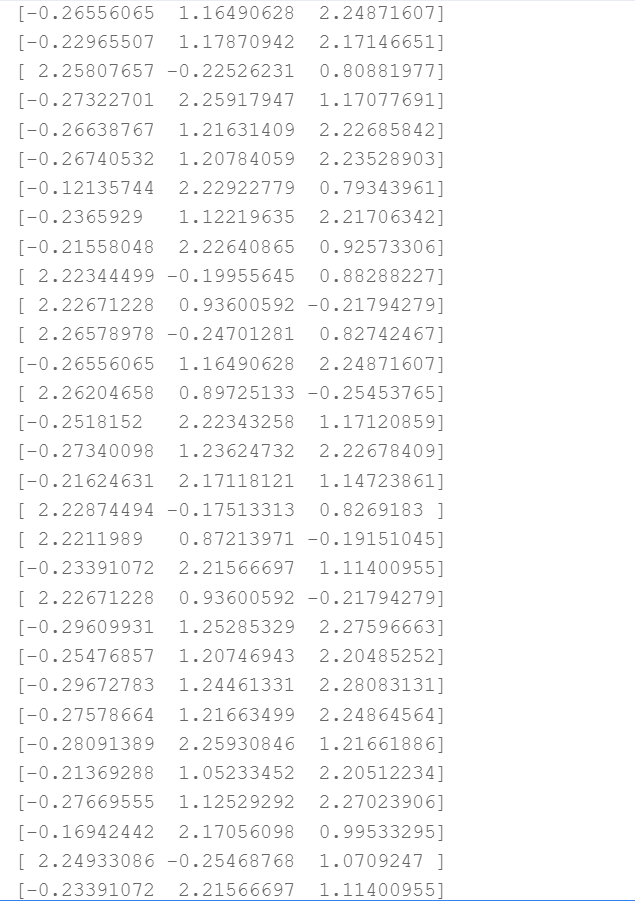 [-0.26556065  1.16490628  2.24871607]
[-0.22965507  1.17870942  2.17146651]
[ 2.25807657 -0.22526231  0.80881977]
[-0.27322701  2.25917947  1.17077691]
[-0.26638767  1.21631409  2.22685842]
[-0.26740532  1.20784059  2.23528903]
[-0.12135744  2.22922779  0.79343961]
[-0.2365929   1.12219635  2.21706342]
[-0.21558048  2.22640865  0.92573306]
[ 2.22344499 -0.19955645  0.88288227]
[ 2.22671228  0.93600592 -0.21794279]
[ 2.26578978 -0.24701281  0.82742467]
[-0.26556065  1.16490628  2.24871607]
[ 2.26204658  0.89725133 -0.25453765]
[-0.2518152   2.22343258  1.17120859]
[-0.27340098  1.23624732  2.22678409]
[-0.21624631  2.17118121  1.14723861]
[ 2.22874494 -0.17513313  0.8269183 ]
[ 2.2211989   0.87213971 -0.19151045]
[-0.23391072  2.21566697  1.11400955]
[ 2.22671228  0.93600592 -0.21794279]
[-0.29609931  1.25285329  2.27596663]
[-0.25476857  1.20746943  2.20485252]
[-0.29672783  1.24461331  2.28083131]
[-0.27578664  1.21663499  2.24864564]
[-0.28091389  2.25930846  1.21661886]
[-0.21369288  1.05233452  2.20512234]
[-0.27669555  1.12529292  2.27023906]
[-0.16942442  2.17056098  0.99533295]
[ 2.24933086 -0.25468768  1.0709247 ]
[-0.23391072  2.21566697  1.11400955]